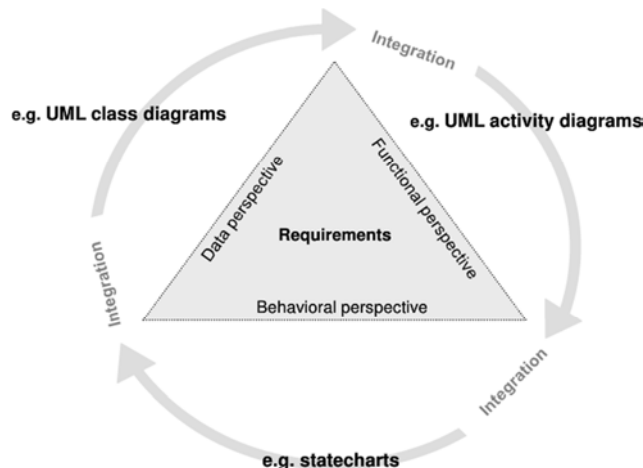 Integration
e.g. UML class diagrams
e.g. UML activity diagrams
Data perspective
Functional perspective
Requirements
Integration
Behavioral perspective
Integration
e.g. statecharts